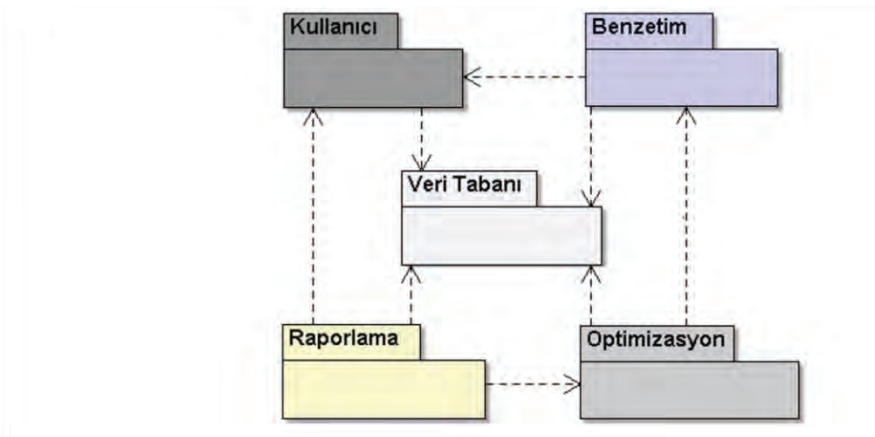 Kullanıcı
Benzetim
Veri Tabanı
Raporlama
Optimizasyon